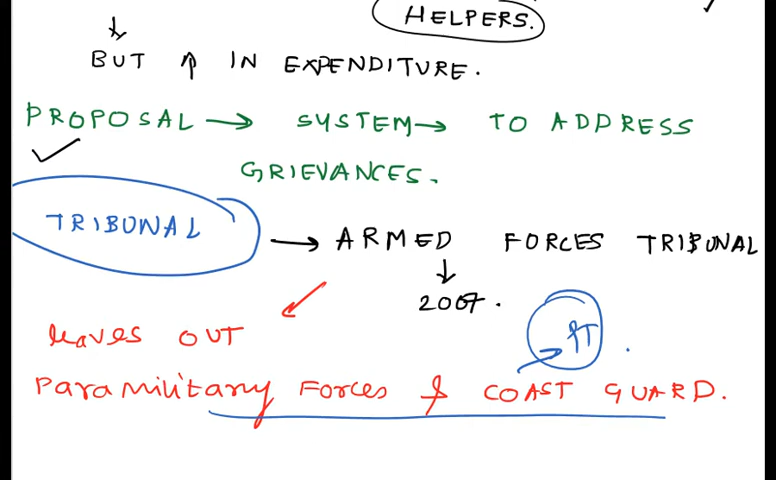 HELPERS.
BUT ↑ IN EXPENDITURE.
PROPOSAL → SYSTEM → TO ADDRESS
GRIEVANCES.
TRIBUNAL → ARMED FORCES TRIBUNAL
↓
2007.
leaves OUT
Paramilitary Forces & COAST GUARD.